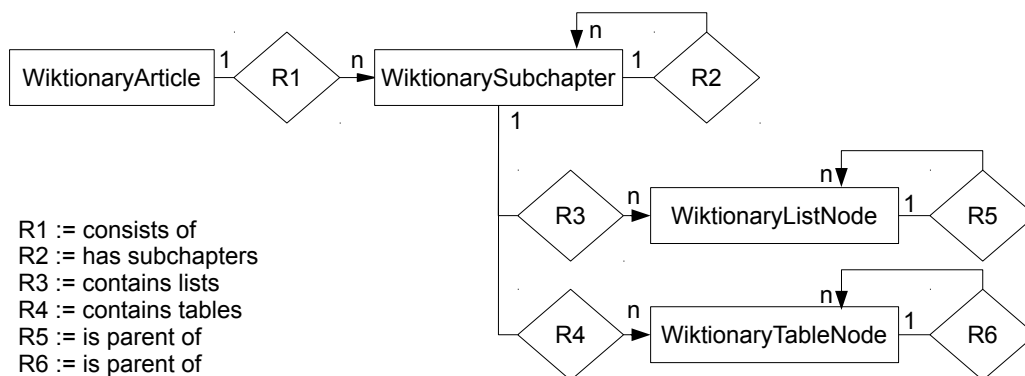 n
1 n 1
WiktionaryArticle R1 WiktionarySubchapter R2
1
n
n 1
R3 WiktionaryListNode R5
R1 := consists of
R2 := has subchapters
R3 := contains lists
R4 := contains tables
R5 := is parent of
R6 := is parent of
n
n 1
R4 WiktionaryTableNode R6